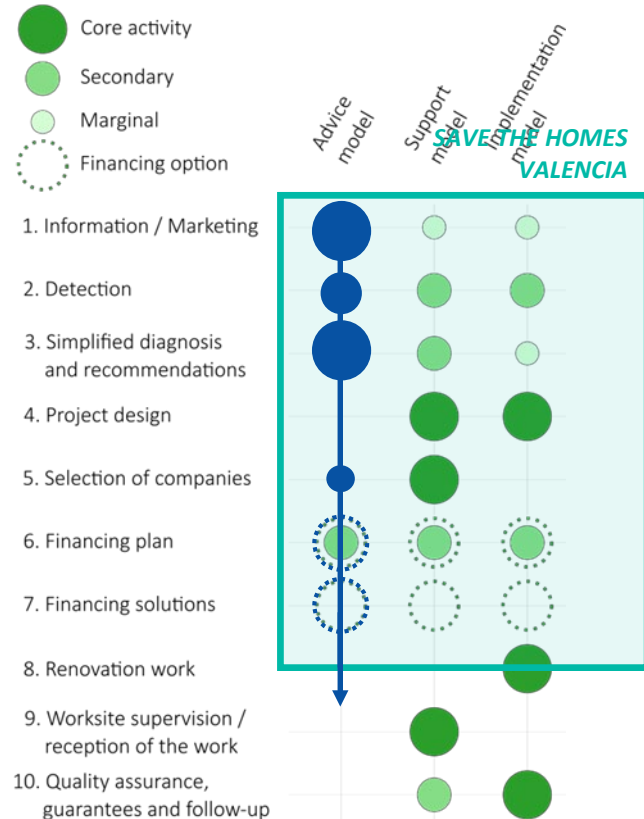 Core activity
Secondary
Marginal
Financing option
Advice
model
Support
model
Implementation
model
SAVE THE HOMES
VALENCIA
1. Information / Marketing
2. Detection
3. Simplified diagnosis
and recommendations
4. Project design
5. Selection of companies
6. Financing plan
7. Financing solutions
8. Renovation work
9. Worksite supervision /
reception of the work
10. Quality assurance,
guarantees and follow-up